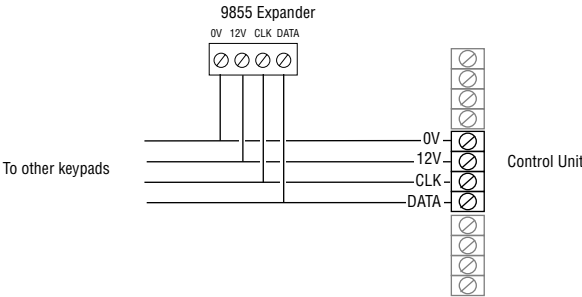 9855 Expander
0V 12V CLK DATA
0V
12V
To other keypads
Control Unit
CLK
DATA